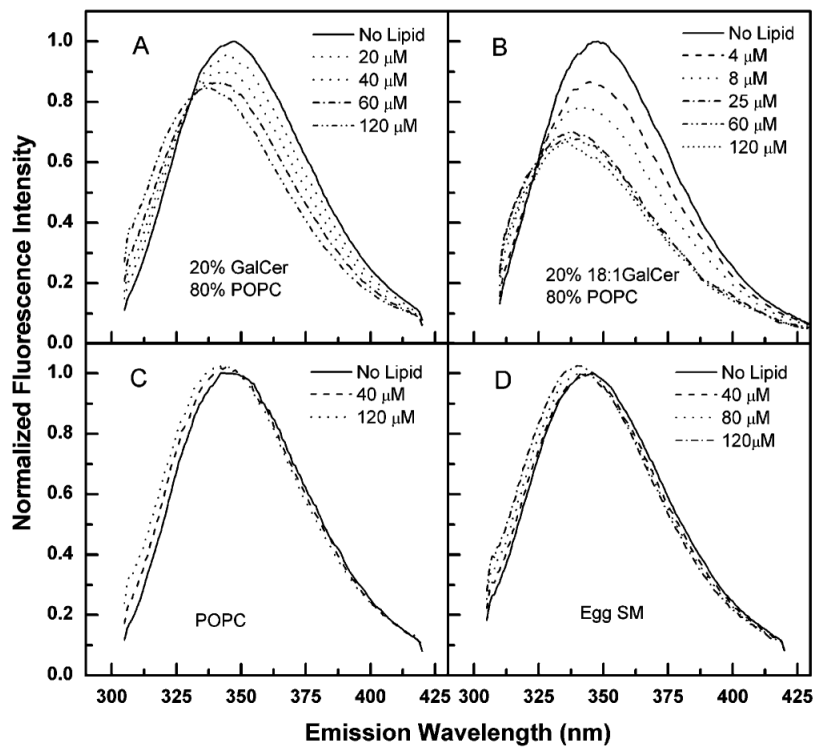 Normalized Fluorescence Intensity
A
No Lipid
20 μM
40 μM
60 μM
120 μM
20% GalCer
80% POPC
1.0
0.8
0.6
0.4
0.2
0.0
B
No Lipid
4 μM
8 μM
25 μM
60 μM
120 μM
20% 18:1GalCer
80% POPC
C
No Lipid
40 μM
120 μM
POPC
1.0
0.8
0.6
0.4
0.2
0.0
D
No Lipid
40 μM
80 μM
120μM
Egg SM
300 325 350 375 400 425
300 325 350 375 400 425
Emission Wavelength (nm)